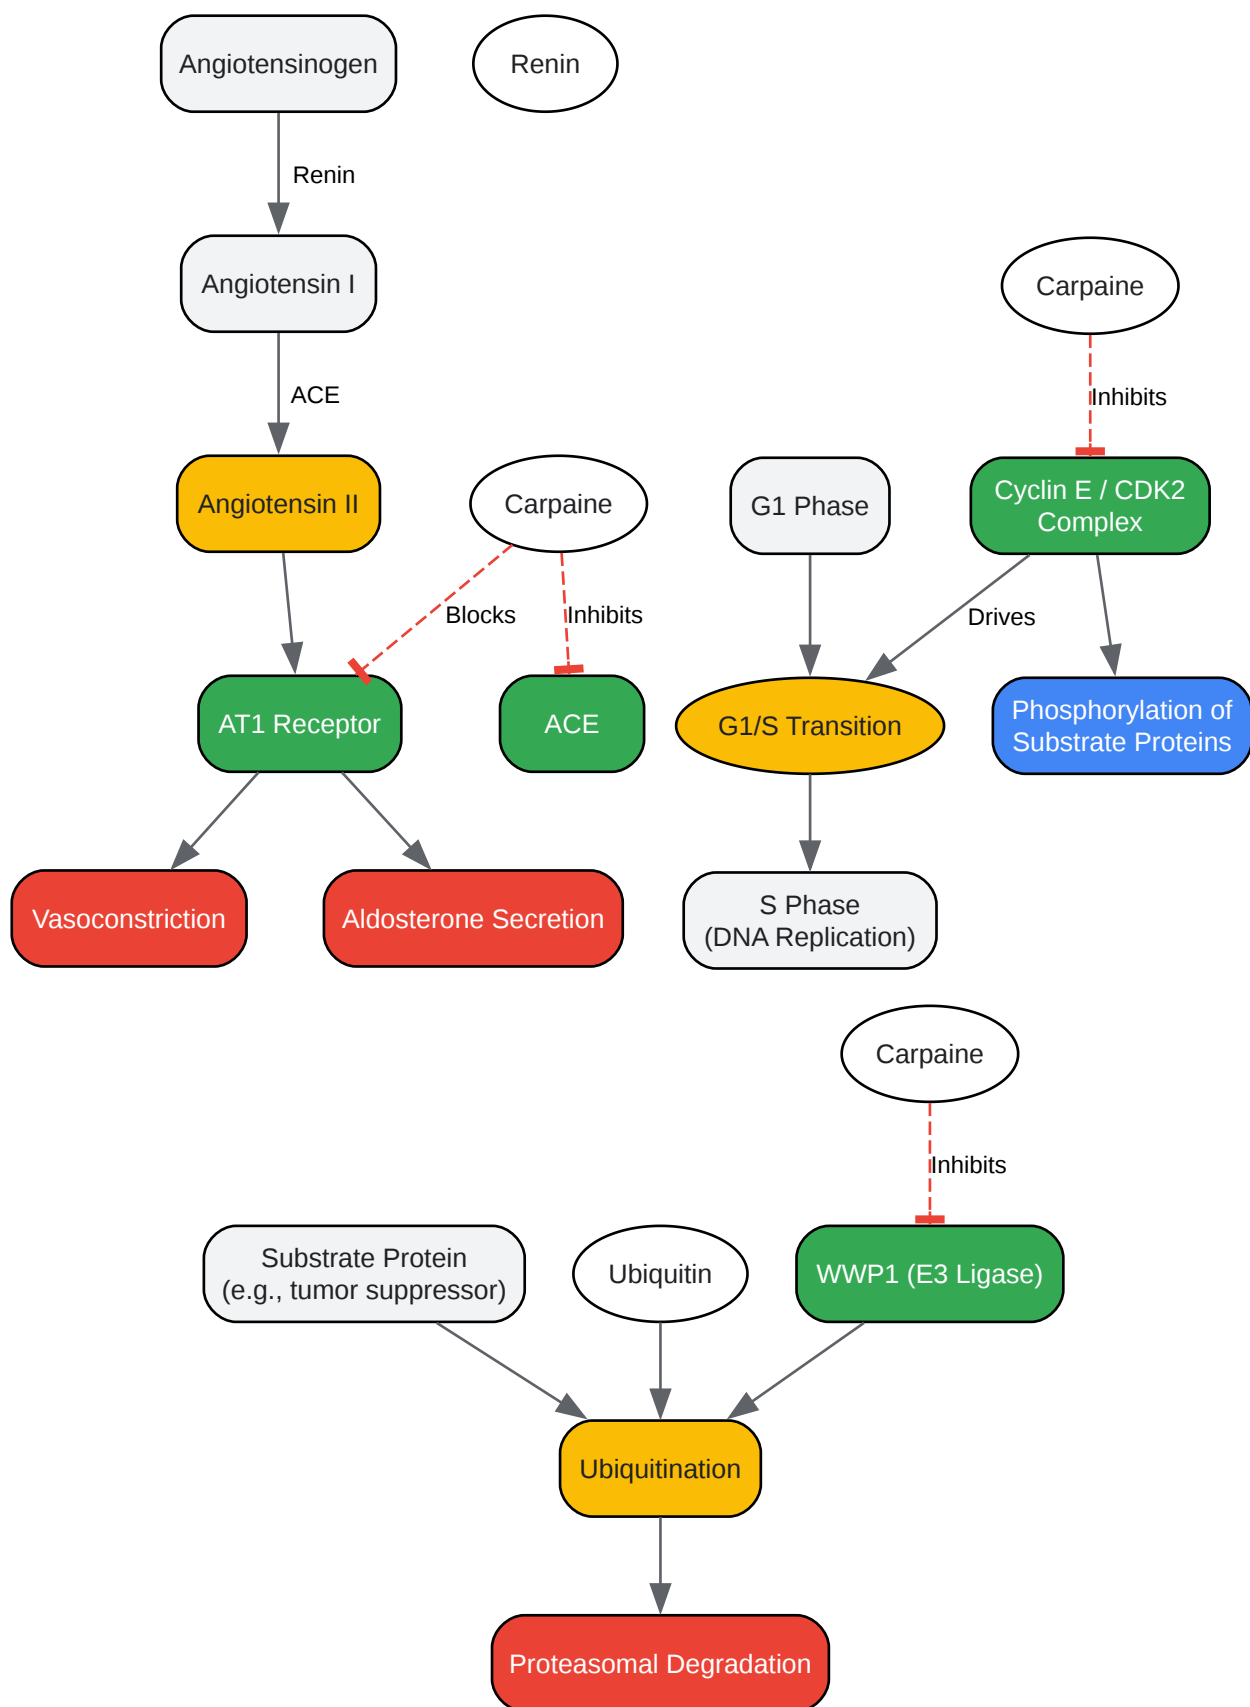 Angiotensinogen
Renin
Renin
Angiotensin I
ACE
Angiotensin II
Carpaine
Blocks
Inhibits
AT1 Receptor
ACE
Vasoconstriction
Aldosterone Secretion
Carpaine
Inhibits
G1 Phase
Cyclin E / CDK2
Complex
Drives
G1/S Transition
Phosphorylation of
Substrate Proteins
S Phase
(DNA Replication)
Carpaine
Inhibits
Substrate Protein
(e.g., tumor suppressor)
Ubiquitin
WWP1 (E3 Ligase)
Ubiquitination
Proteasomal Degradation